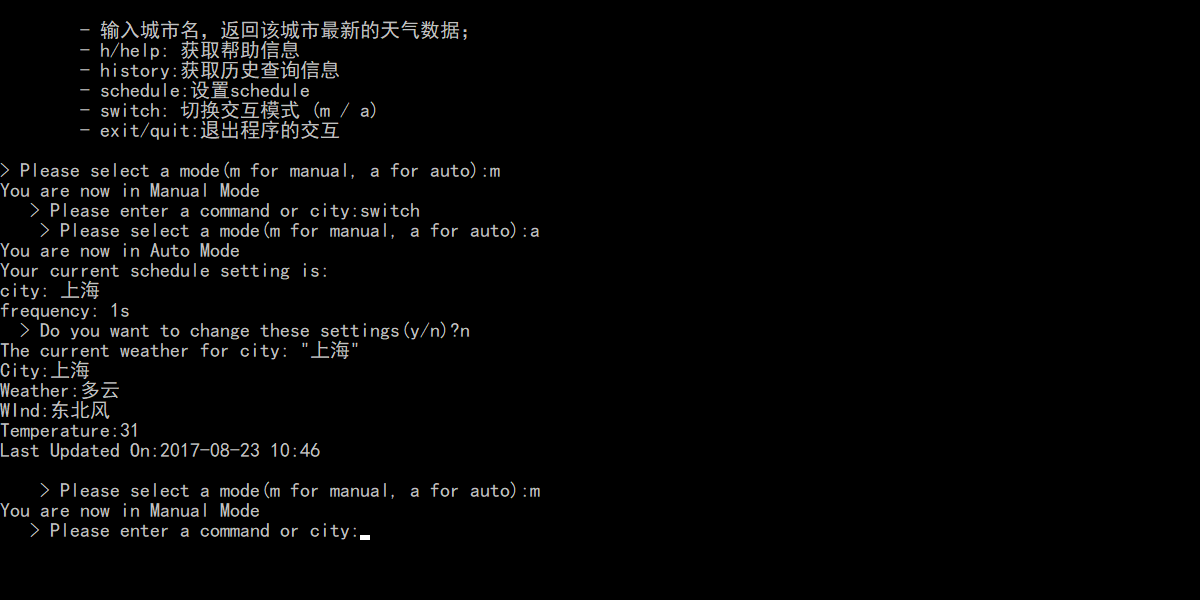 - 输入城市名，返回该城市最新的天气数据；
- h/help: 获取帮助信息
- history:获取历史查询信息
- schedule:设置schedule
- switch: 切换交互模式 (m / a)
- exit/quit:退出程序的交互
> Please select a mode(m for manual, a for auto):m
You are now in Manual Mode
> Please enter a command or city:switch
> Please select a mode(m for manual, a for auto):a
You are now in Auto Mode
Your current schedule setting is:
city: 上海
frequency: 1s
> Do you want to change these settings(y/n)?n
The current weather for city: "上海"
City:上海
Weather:多云
WInd:东北风
Temperature:31
Last Updated On:2017-08-23 10:46
> Please select a mode(m for manual, a for auto):m
You are now in Manual Mode
> Please enter a command or city: